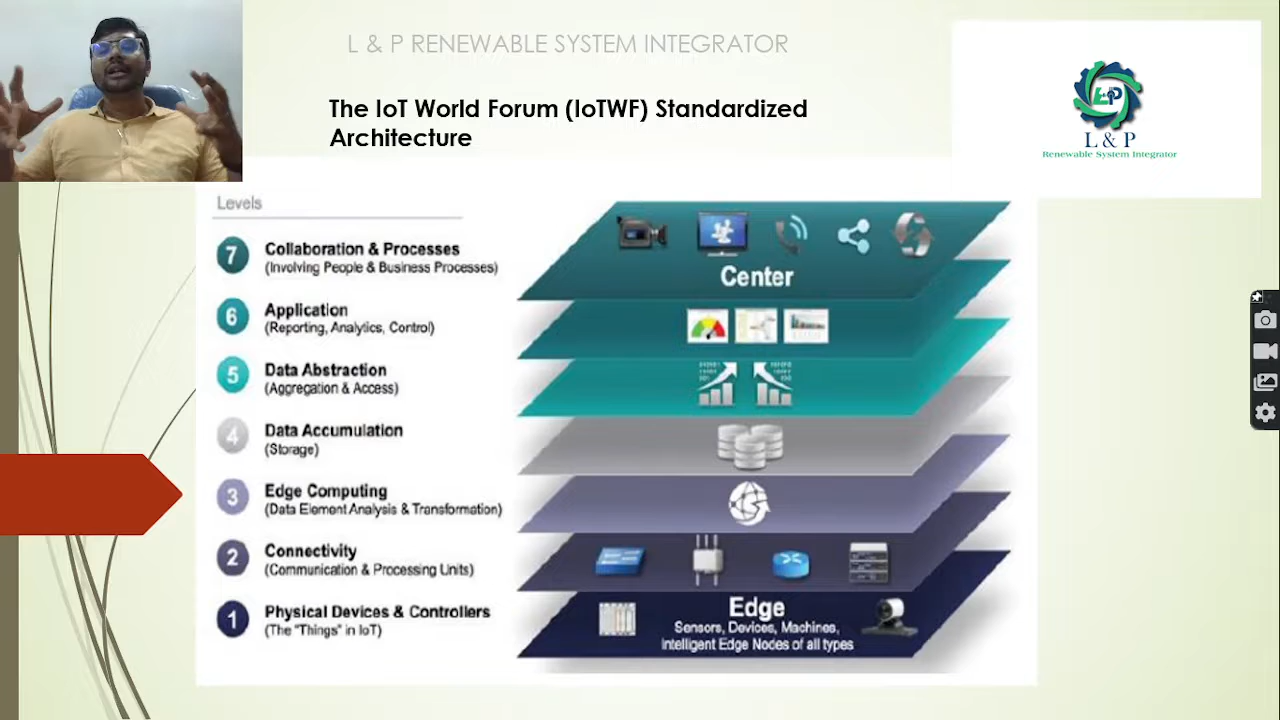 L & P RENEWABLE SYSTEM INTEGRATOR
The IoT World Forum (IoTWF) Standardized
Architecture
L&P
L & P
Renewable System Integrator
Levels
7
Collaboration & Processes
(Involving People & Business Processes)
6
Application
(Reporting, Analytics, Control)
5
Data Abstraction
(Aggregation & Access)
4
Data Accumulation
(Storage)
3
Edge Computing
(Data Element Analysis & Transformation)
2
Connectivity
(Communication & Processing Units)
1
Physical Devices & Controllers
(The "Things" in IoT)
Center
Edge
Sensors, Devices, Machines,
Intelligent Edge Nodes of all types